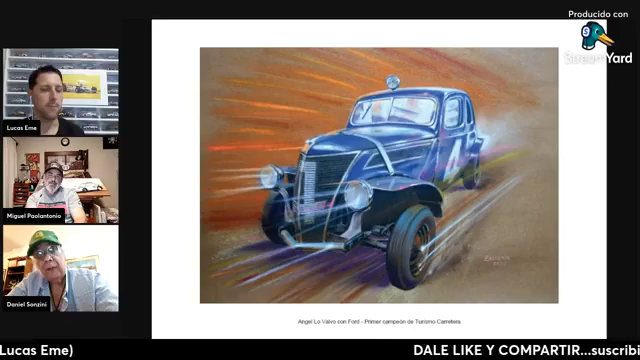 Producido con
StreamYard
Lucas Eme
Miguel Paolantonio
Daniel Sonzini
Angel Lo Valvo con Ford - Primer campeón de Turismo Carretera
Lucas Eme)
DALE LIKE Y COMPARTIR...suscribi